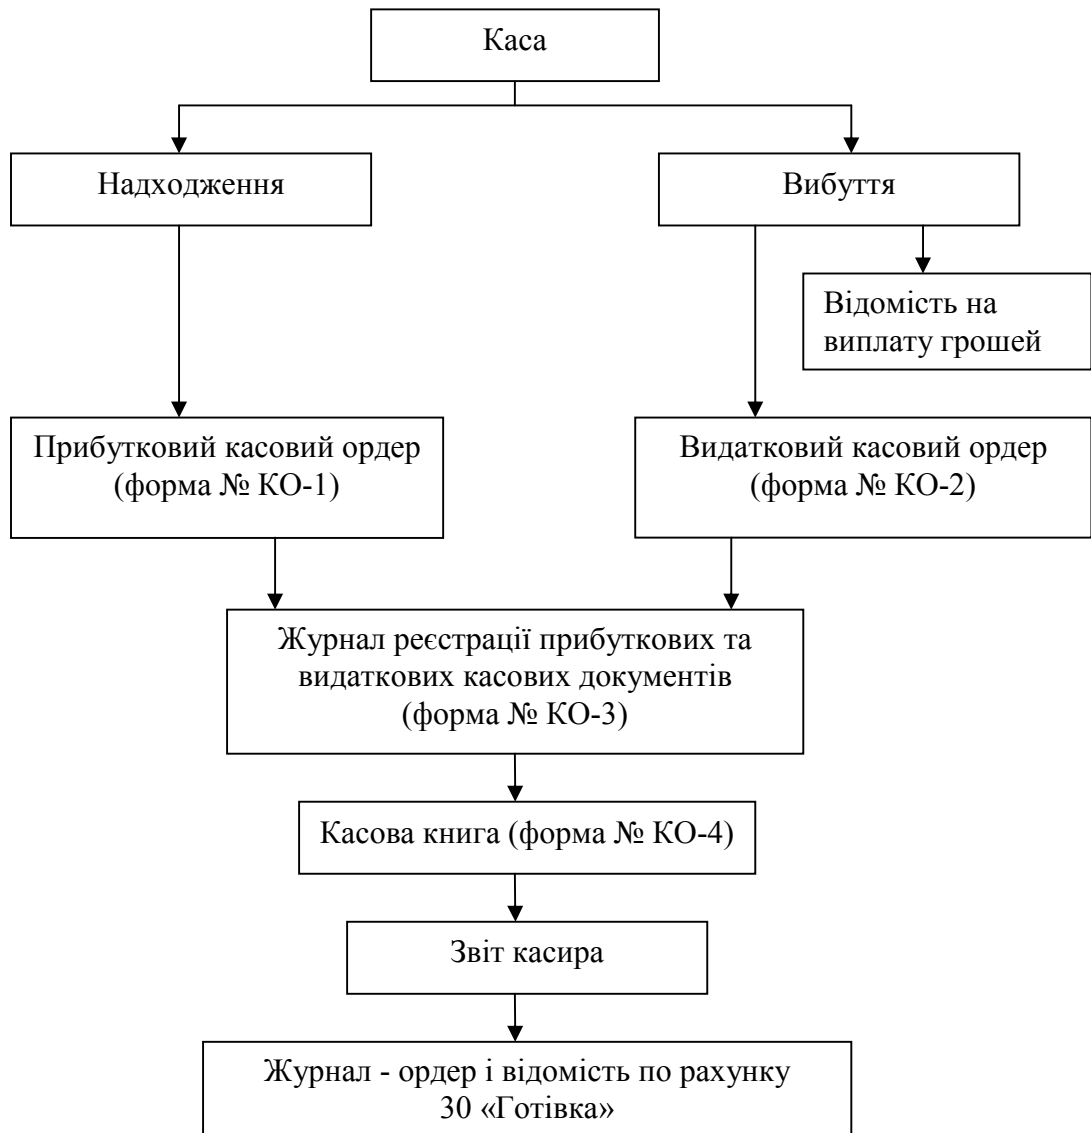 Каса
Надходження
Вибуття
Відомість на
виплату грошей
Прибутковий касовий ордер
(форма № КО-1)
Видатковий касовий ордер
(форма № КО-2)
Журнал реєстрації прибуткових та
видаткових касових документів
(форма № КО-3)
Касова книга (форма № КО-4)
Звіт касира
Журнал - ордер і відомість по рахунку
30 «Готівка»